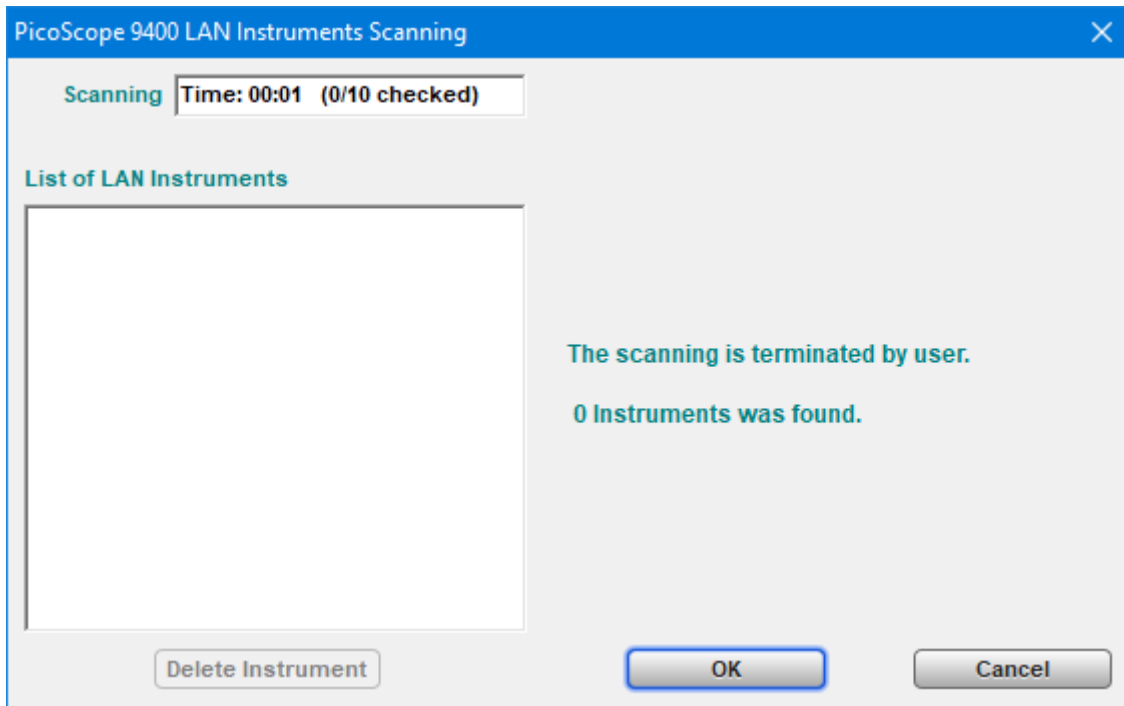 PicoScope 9400 LAN Instruments Scanning
Scanning Time: 00:01 (0/10 checked)
List of LAN Instruments
The scanning is terminated by user.
0 Instruments was found.
Delete Instrument OK Cancel